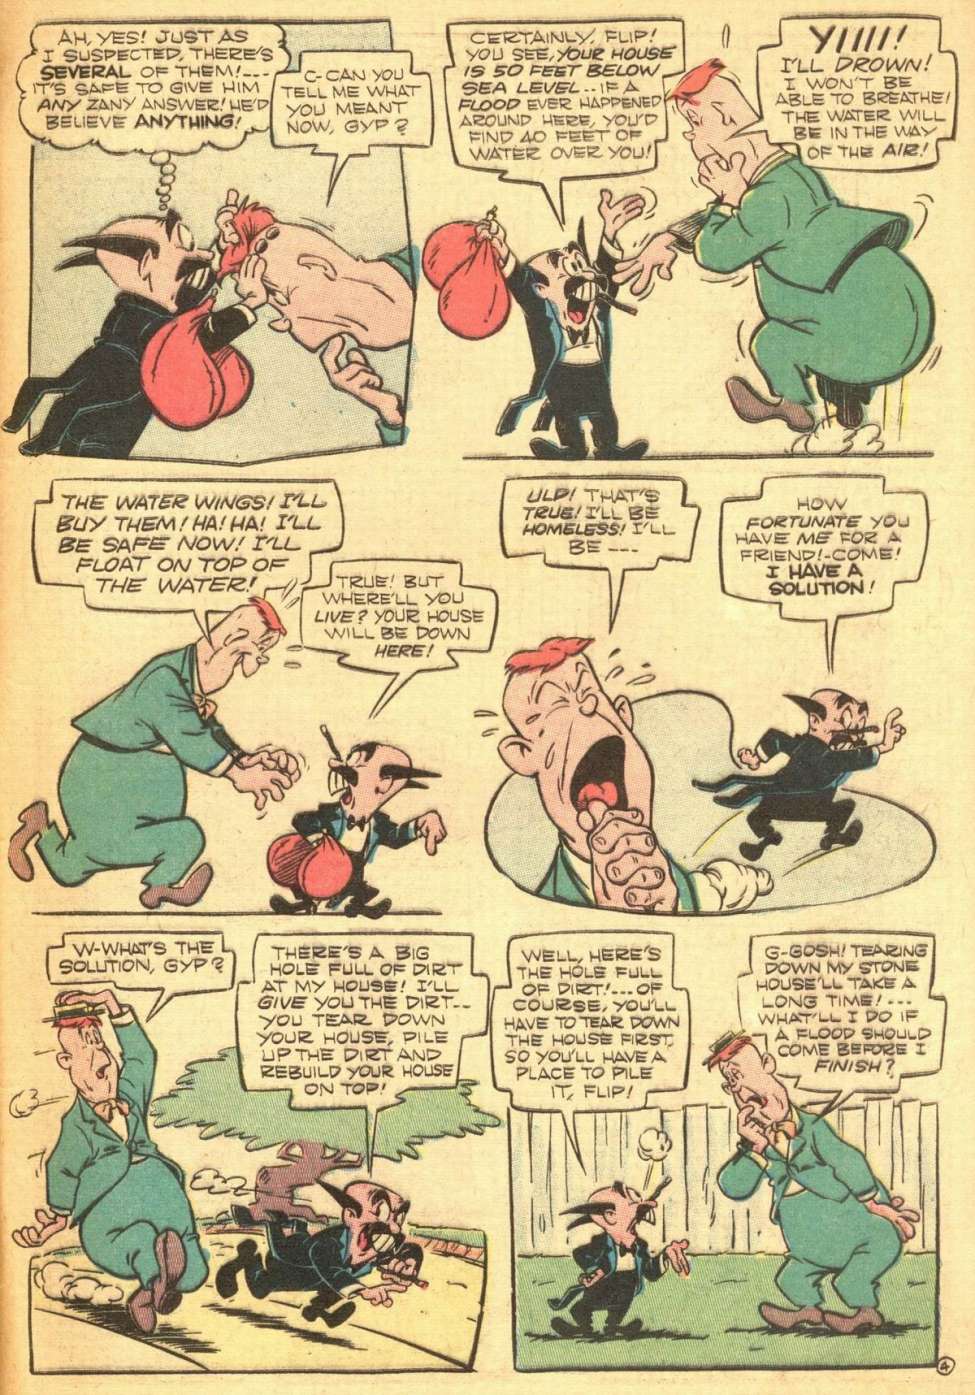 AH, YES! JUST AS
I SUSPECTED, THERE'S
SEVERAL OF THEM!---
IT'S SAFE TO GIVE HIM
ANY ZANY ANSWER! HE'D
BELIEVE ANYTHING!
C-CAN YOU
TELL ME WHAT
YOU MEANT
NOW, GYP?
CERTAINLY, FLIP!
YOU SEE, YOUR HOUSE
IS 50 FEET BELOW
SEA LEVEL.. IF A
FLOOD EVER HAPPENED
AROUND HERE, YOU'D
FIND 40 FEET OF
WATER OVER YOU!
YIIII!
I'LL DROWN!
I WON'T BE
ABLE TO BREATHE!
THE WATER WILL
BE IN THE WAY
OF THE AIR!
THE WATER WINGS! I'LL
BUY THEM! HA! HA! I'LL
BE SAFE NOW! I'LL
FLOAT ON TOP OF
THE WATER!
TRUE! BUT
WHERE'LL YOU
LIVE? YOUR HOUSE
WILL BE DOWN
HERE!
ULP! THAT'S
TRUE! I'LL BE
HOMELESS! I'LL
BE ---
HOW
FORTUNATE YOU
HAVE ME FOR A
FRIEND!-COME!
I HAVE A
SOLUTION!
W-WHAT'S THE
SOLUTION, GYP?
THERE'S A BIG
HOLE FULL OF DIRT
AT MY HOUSE! I'LL
GIVE YOU THE DIRT--
YOU TEAR DOWN
YOUR HOUSE, PILE
UP THE DIRT AND
REBUILD YOUR HOUSE
ON TOP!
WELL, HERE'S
THE HOLE FULL
OF DIRT!...OF
COURSE, YOU'LL
HAVE TO TEAR DOWN
THE HOUSE FIRST,
SO YOU'LL HAVE A
PLACE TO PILE
IT, FLIP!
G-GOSH! TEARING
DOWN MY STONE
HOUSE'LL TAKE A
LONG TIME!...
WHAT'LL I DO IF
A FLOOD SHOULD
COME BEFORE I
FINISH?
4